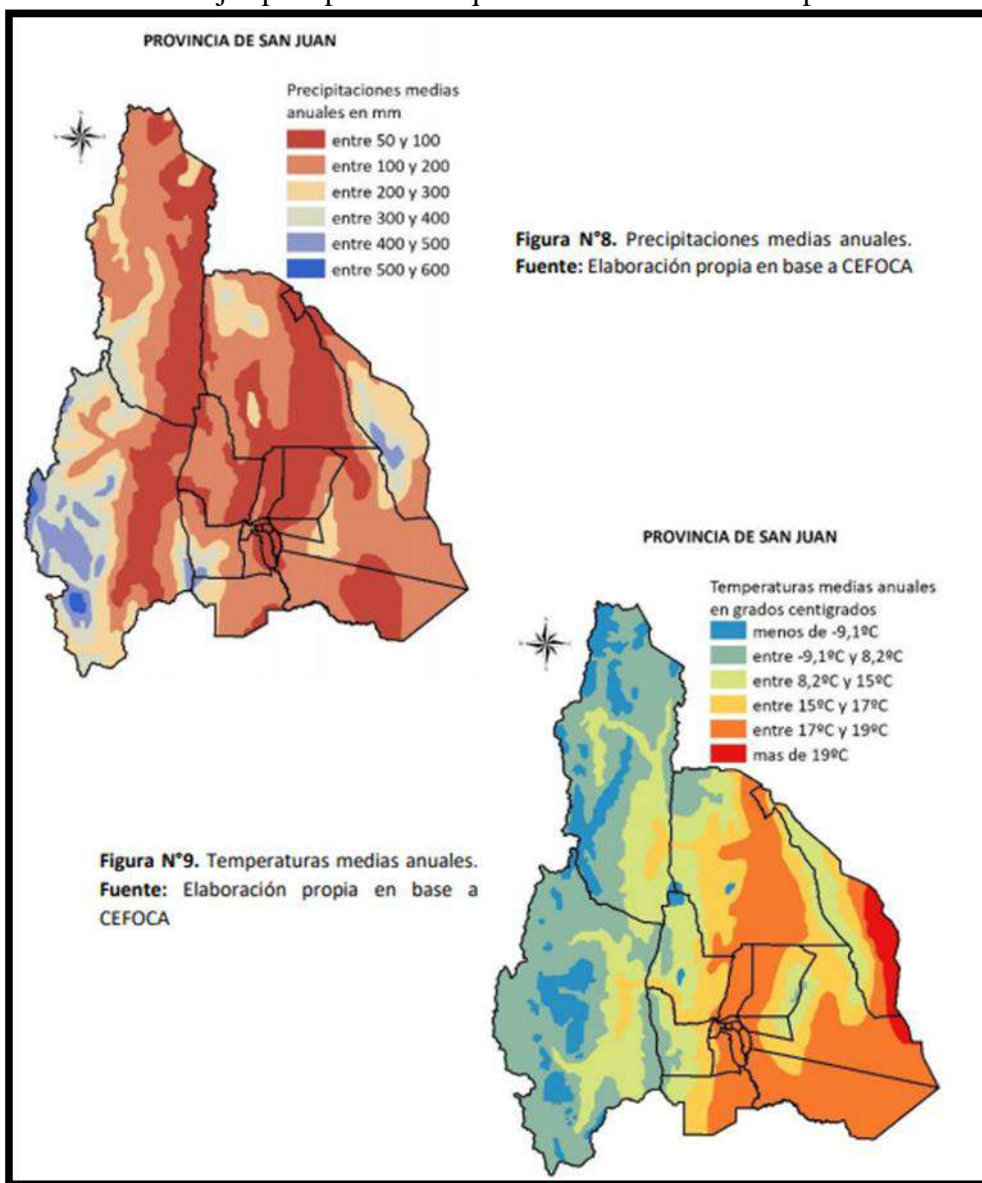 PROVINCIA DE SAN JUAN
Precipitaciones medias
anuales en mm
entre 50 y 100
entre 100 y 200
entre 200 y 300
entre 300 y 400
entre 400 y 500
entre 500 y 600
Figura N°8. Precipitaciones medias anuales.
Fuente: Elaboración propia en base a CEFOCA
PROVINCIA DE SAN JUAN
Temperaturas medias anuales
en grados centigrados
menos de -9,1ºC
entre -9,1ºC y 8,2ºC
entre 8,2ºC y 15ºC
entre 15ºC y 17ºC
entre 17ºC y 19ºC
mas de 19ºC
Figura N°9. Temperaturas medias anuales.
Fuente: Elaboración propia en base a
CEFOCA